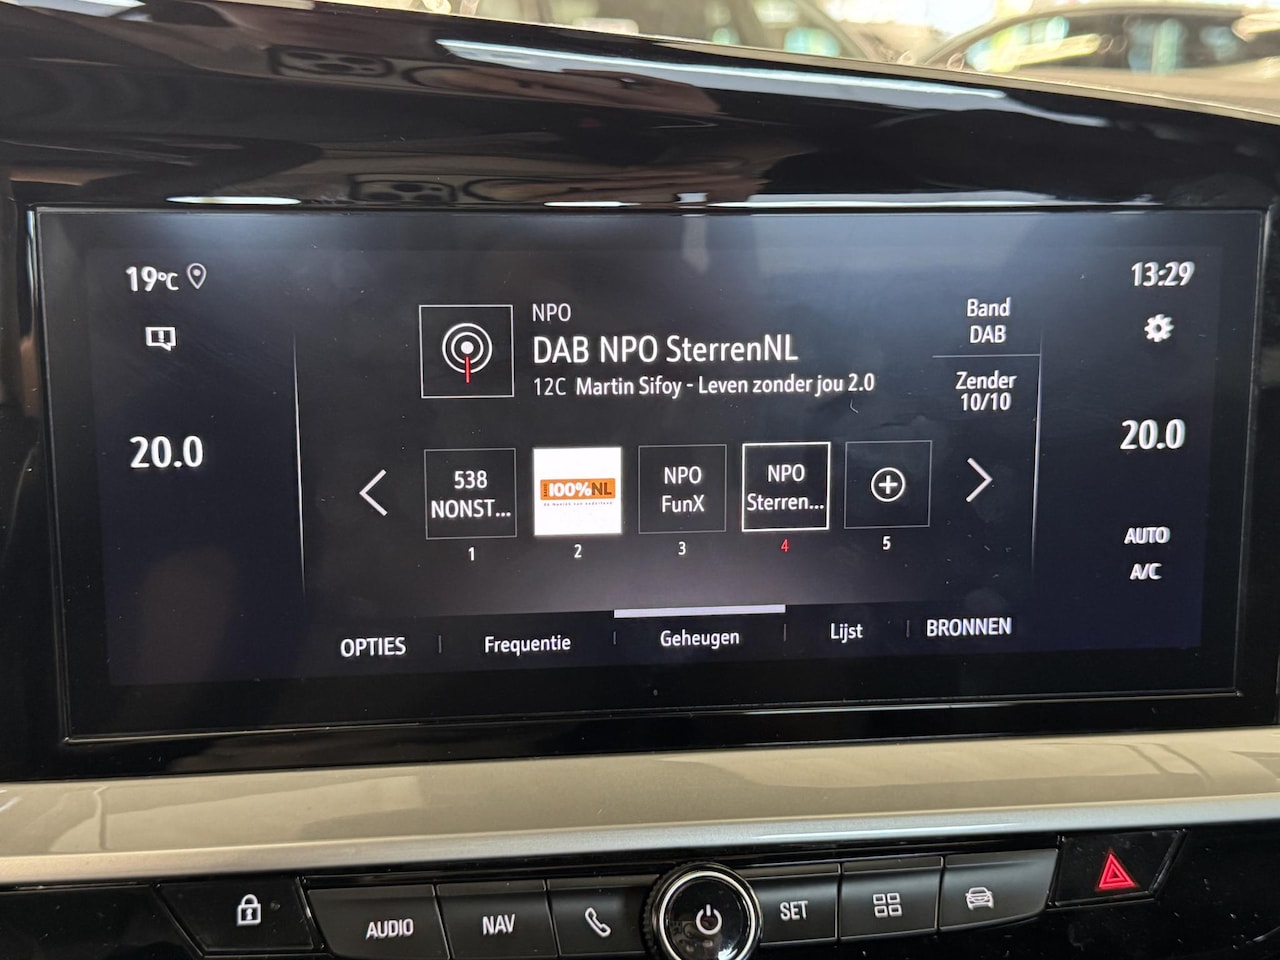 19°C
13:29
NPO
DAB NPO SterrenNL
12C Martin Sifoy - Leven zonder jou 2.0
Band
DAB
Zender
10/10
20.0
20.0
538
NONST...
100%NL
NPO
FunX
NPO
Sterren...
1
2
3
4
5
AUTO
A/C
OPTIES
Frequentie
Geheugen
Lijst
BRONNEN
AUDIO
NAV
SET